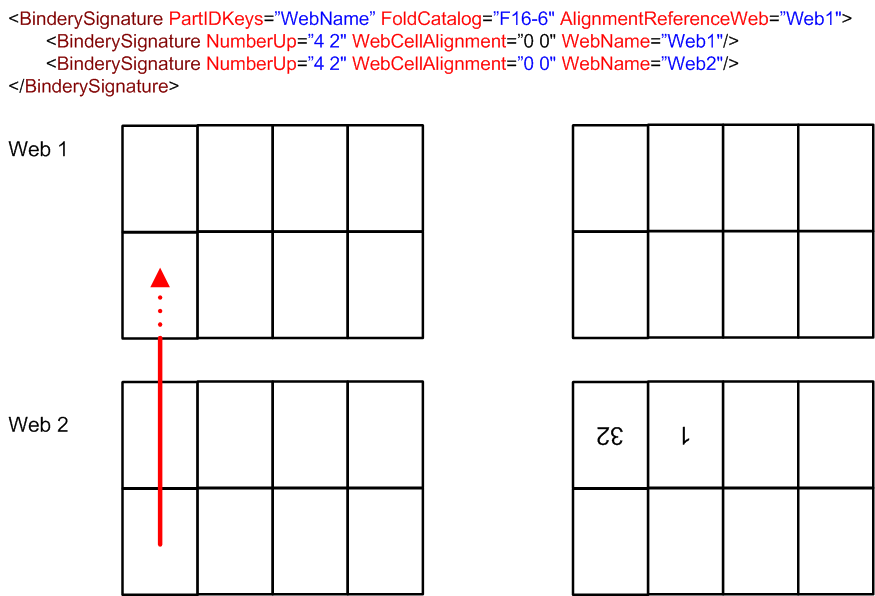 <BinderySignature PartIDKeys=”WebName” FoldCatalog=”F16-6" AlignmentReferenceWeb=”Web1">
<BinderySignature NumberUp=”4 2" WebCellAlignment=”0 0" WebName=”Web1"/>
<BinderySignature NumberUp=”4 2" WebCellAlignment=”0 0" WebName=”Web2"/>
</BinderySignature>
Web 1
Web 2
32 1